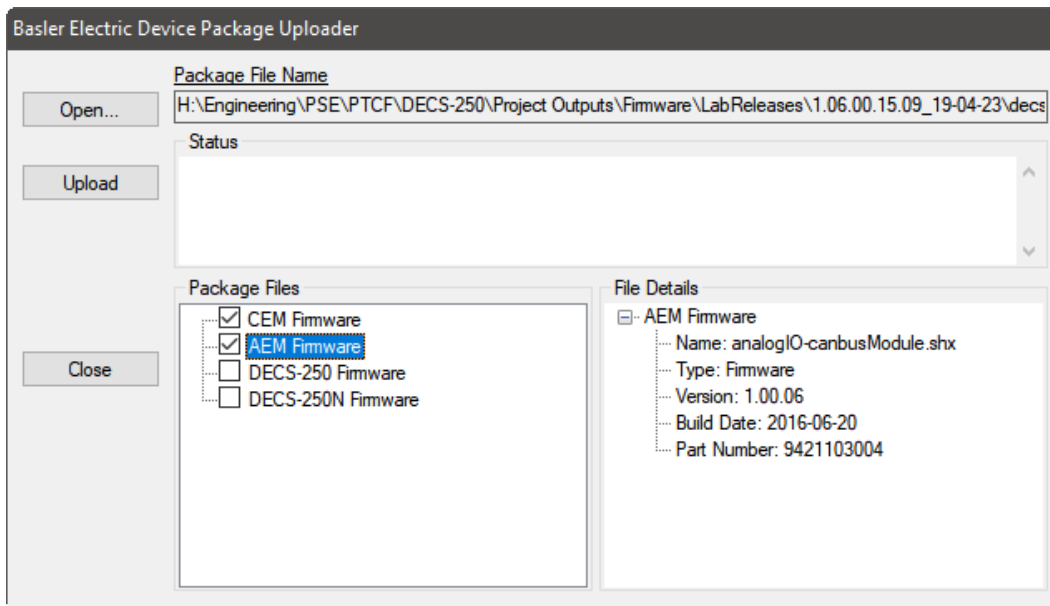 Basler Electric Device Package Uploader
Package File Name
Open...
H:\Engineering\PSE\PTCF\DECS-250\Project Outputs\Firmware\LabReleases\1.06.00.15.09_19-04-23\decs
Status
Upload
Package Files
CEM Firmware
AEM Firmware
DECS-250 Firmware
DECS-250N Firmware
Close
File Details
AEM Firmware
Name: analogIO-canbusModule.shx
Type: Firmware
Version: 1.00.06
Build Date: 2016-06-20
Part Number: 9421103004